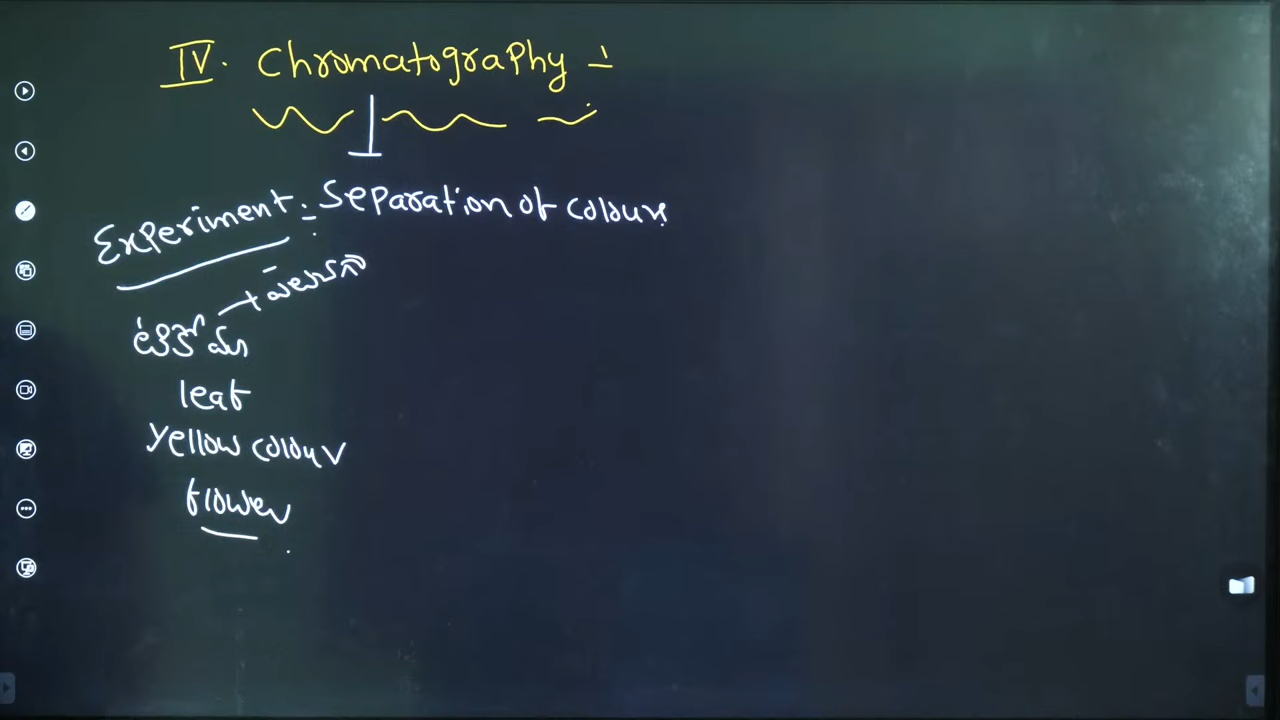 IV. Chromatography :-
Experiment :- Separation of colours
టెకోమా
leaf
yellow colour
flower